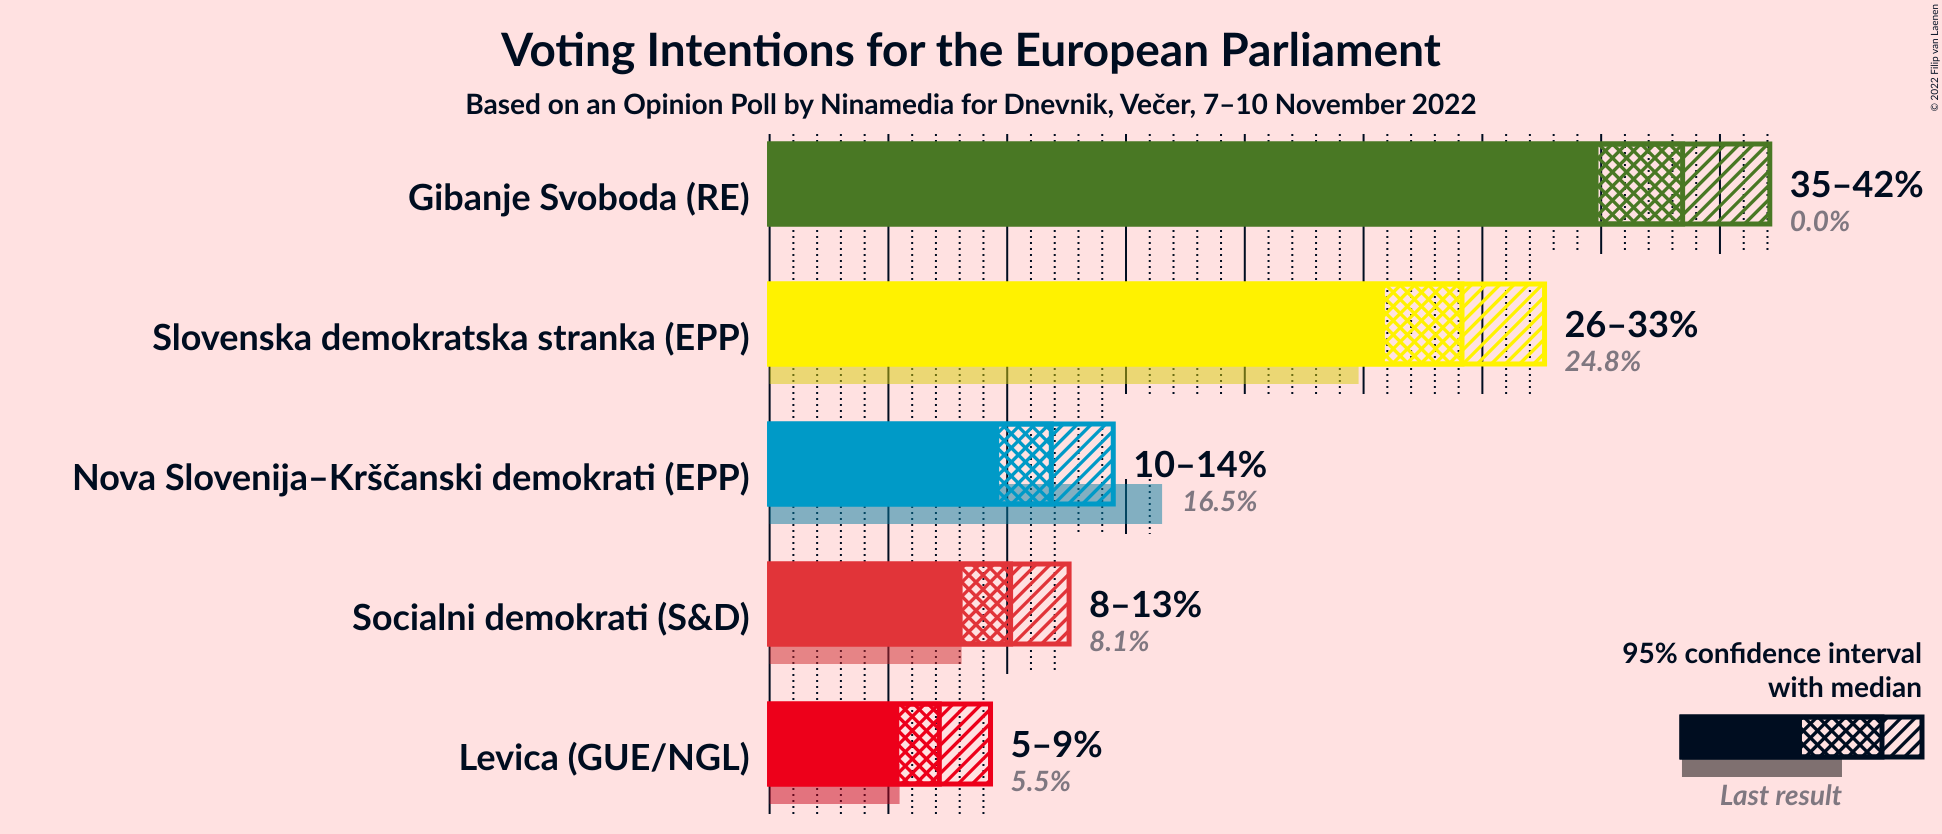 Voting Intentions for the European Parliament
Based on an Opinion Poll by Ninamedia for Dnevnik, Večer, 7–10 November 2022
© 2022 Filip van Laenen
Gibanje Svoboda (RE)
35–42%
0.0%
Slovenska demokratska stranka (EPP)
26–33%
24.8%
Nova Slovenija–Krščanski demokrati (EPP)
10–14%
16.5%
Socialni demokrati (S&D)
8–13%
8.1%
Levica (GUE/NGL)
5–9%
5.5%
95% confidence interval
with median
Last result